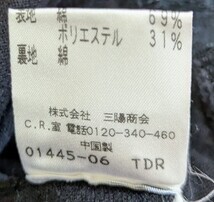 表地 綿 69%
ポリエステル 31%
裏地 綿
株式会社 三陽商会
C.R.室 電話0120-340-460
中国製
01445-06 TDR